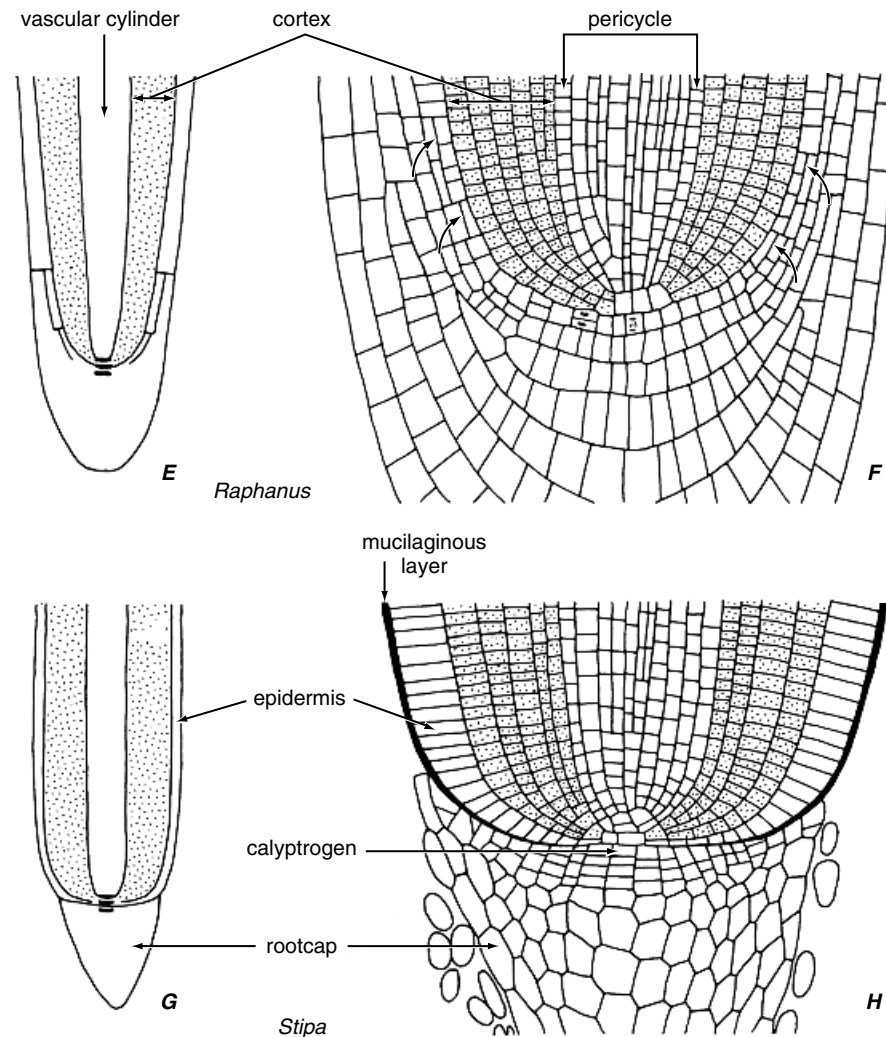 vascular cylinder
cortex
pericycle
E
F
Raphanus
mucilaginous
layer
epidermis
calyptrogen
rootcap
G
H
Stipa